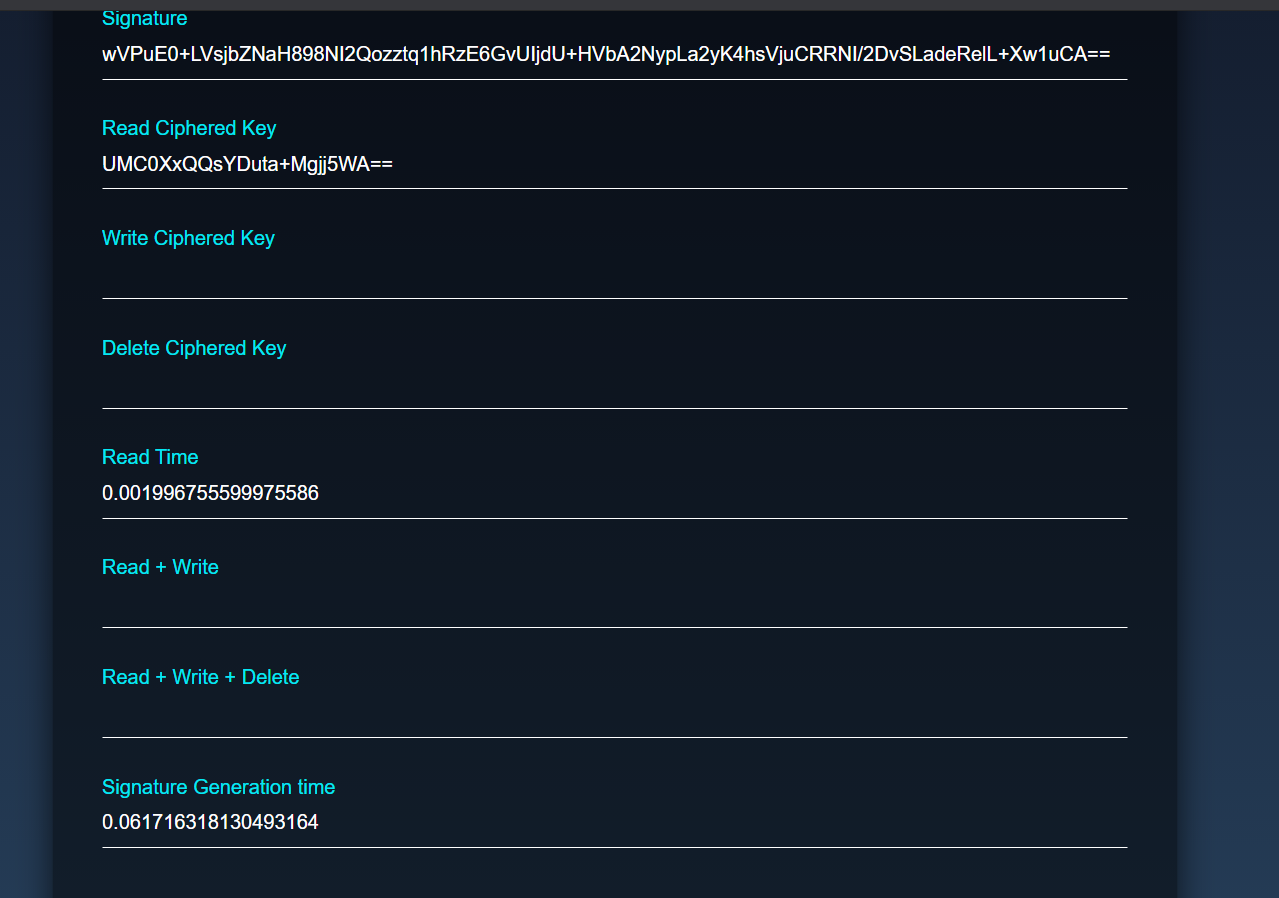 Signature
wVPuE0+LVsjbZNaH898NI2Qozztq1hRzE6GvUIjdU+HVbA2NypLa2yK4hsVjuCRRNI/2DvSLadeRelL+Xw1uCA==
Read Ciphered Key
UMC0XxQQsYDuta+Mgjj5WA==
Write Ciphered Key
Delete Ciphered Key
Read Time
0.001996755599975586
Read + Write
Read + Write + Delete
Signature Generation time
0.061716318130493164